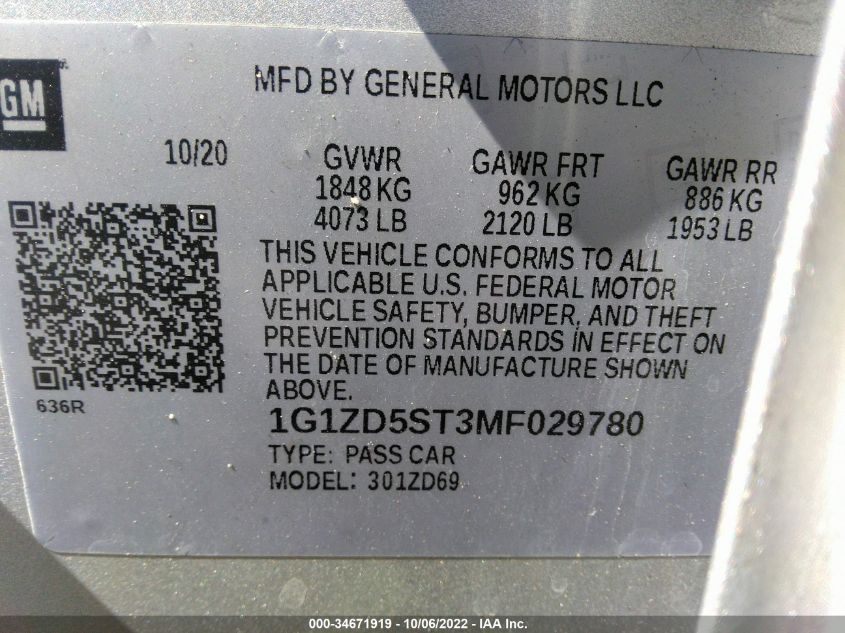 GM
MFD BY GENERAL MOTORS LLC
10/20 GVWR GAWR FRT GAWR RR
1848 KG 962 KG 886 KG
4073 LB 2120 LB 1953 LB
THIS VEHICLE CONFORMS TO ALL
APPLICABLE U.S. FEDERAL MOTOR
VEHICLE SAFETY, BUMPER, AND THEFT
PREVENTION STANDARDS IN EFFECT ON
THE DATE OF MANUFACTURE SHOWN
ABOVE.
636R
1G1ZD5ST3MF029780
TYPE: PASS CAR
MODEL: 301ZD69
000-34671919 - 10/06/2022 - IAA Inc.